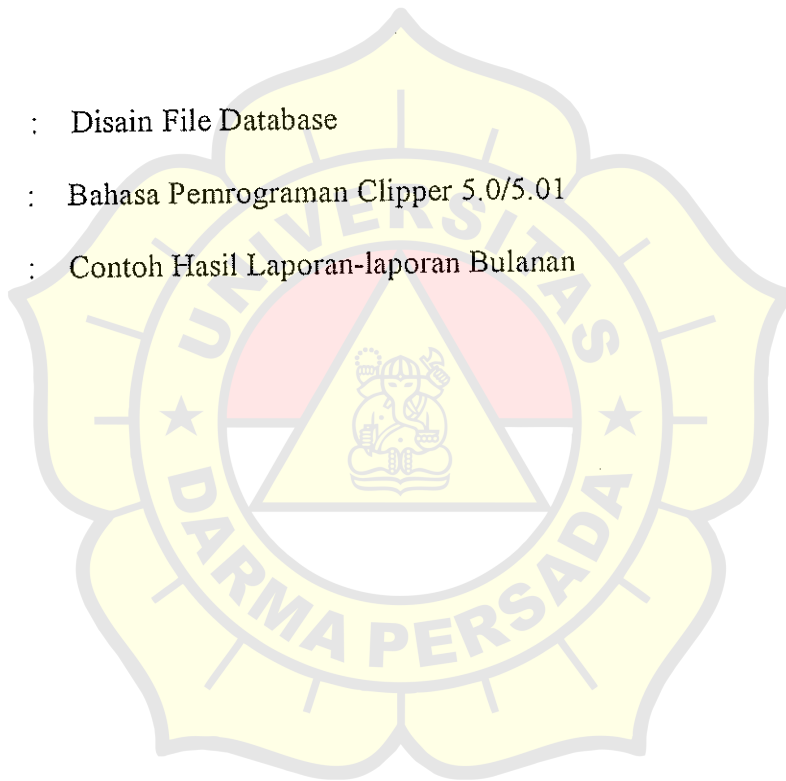 : Disain File Database
: Bahasa Pemrograman Clipper 5.0/5.01
: Contoh Hasil Laporan-laporan Bulanan
UNIVERSITAS
DARMA PERSADA